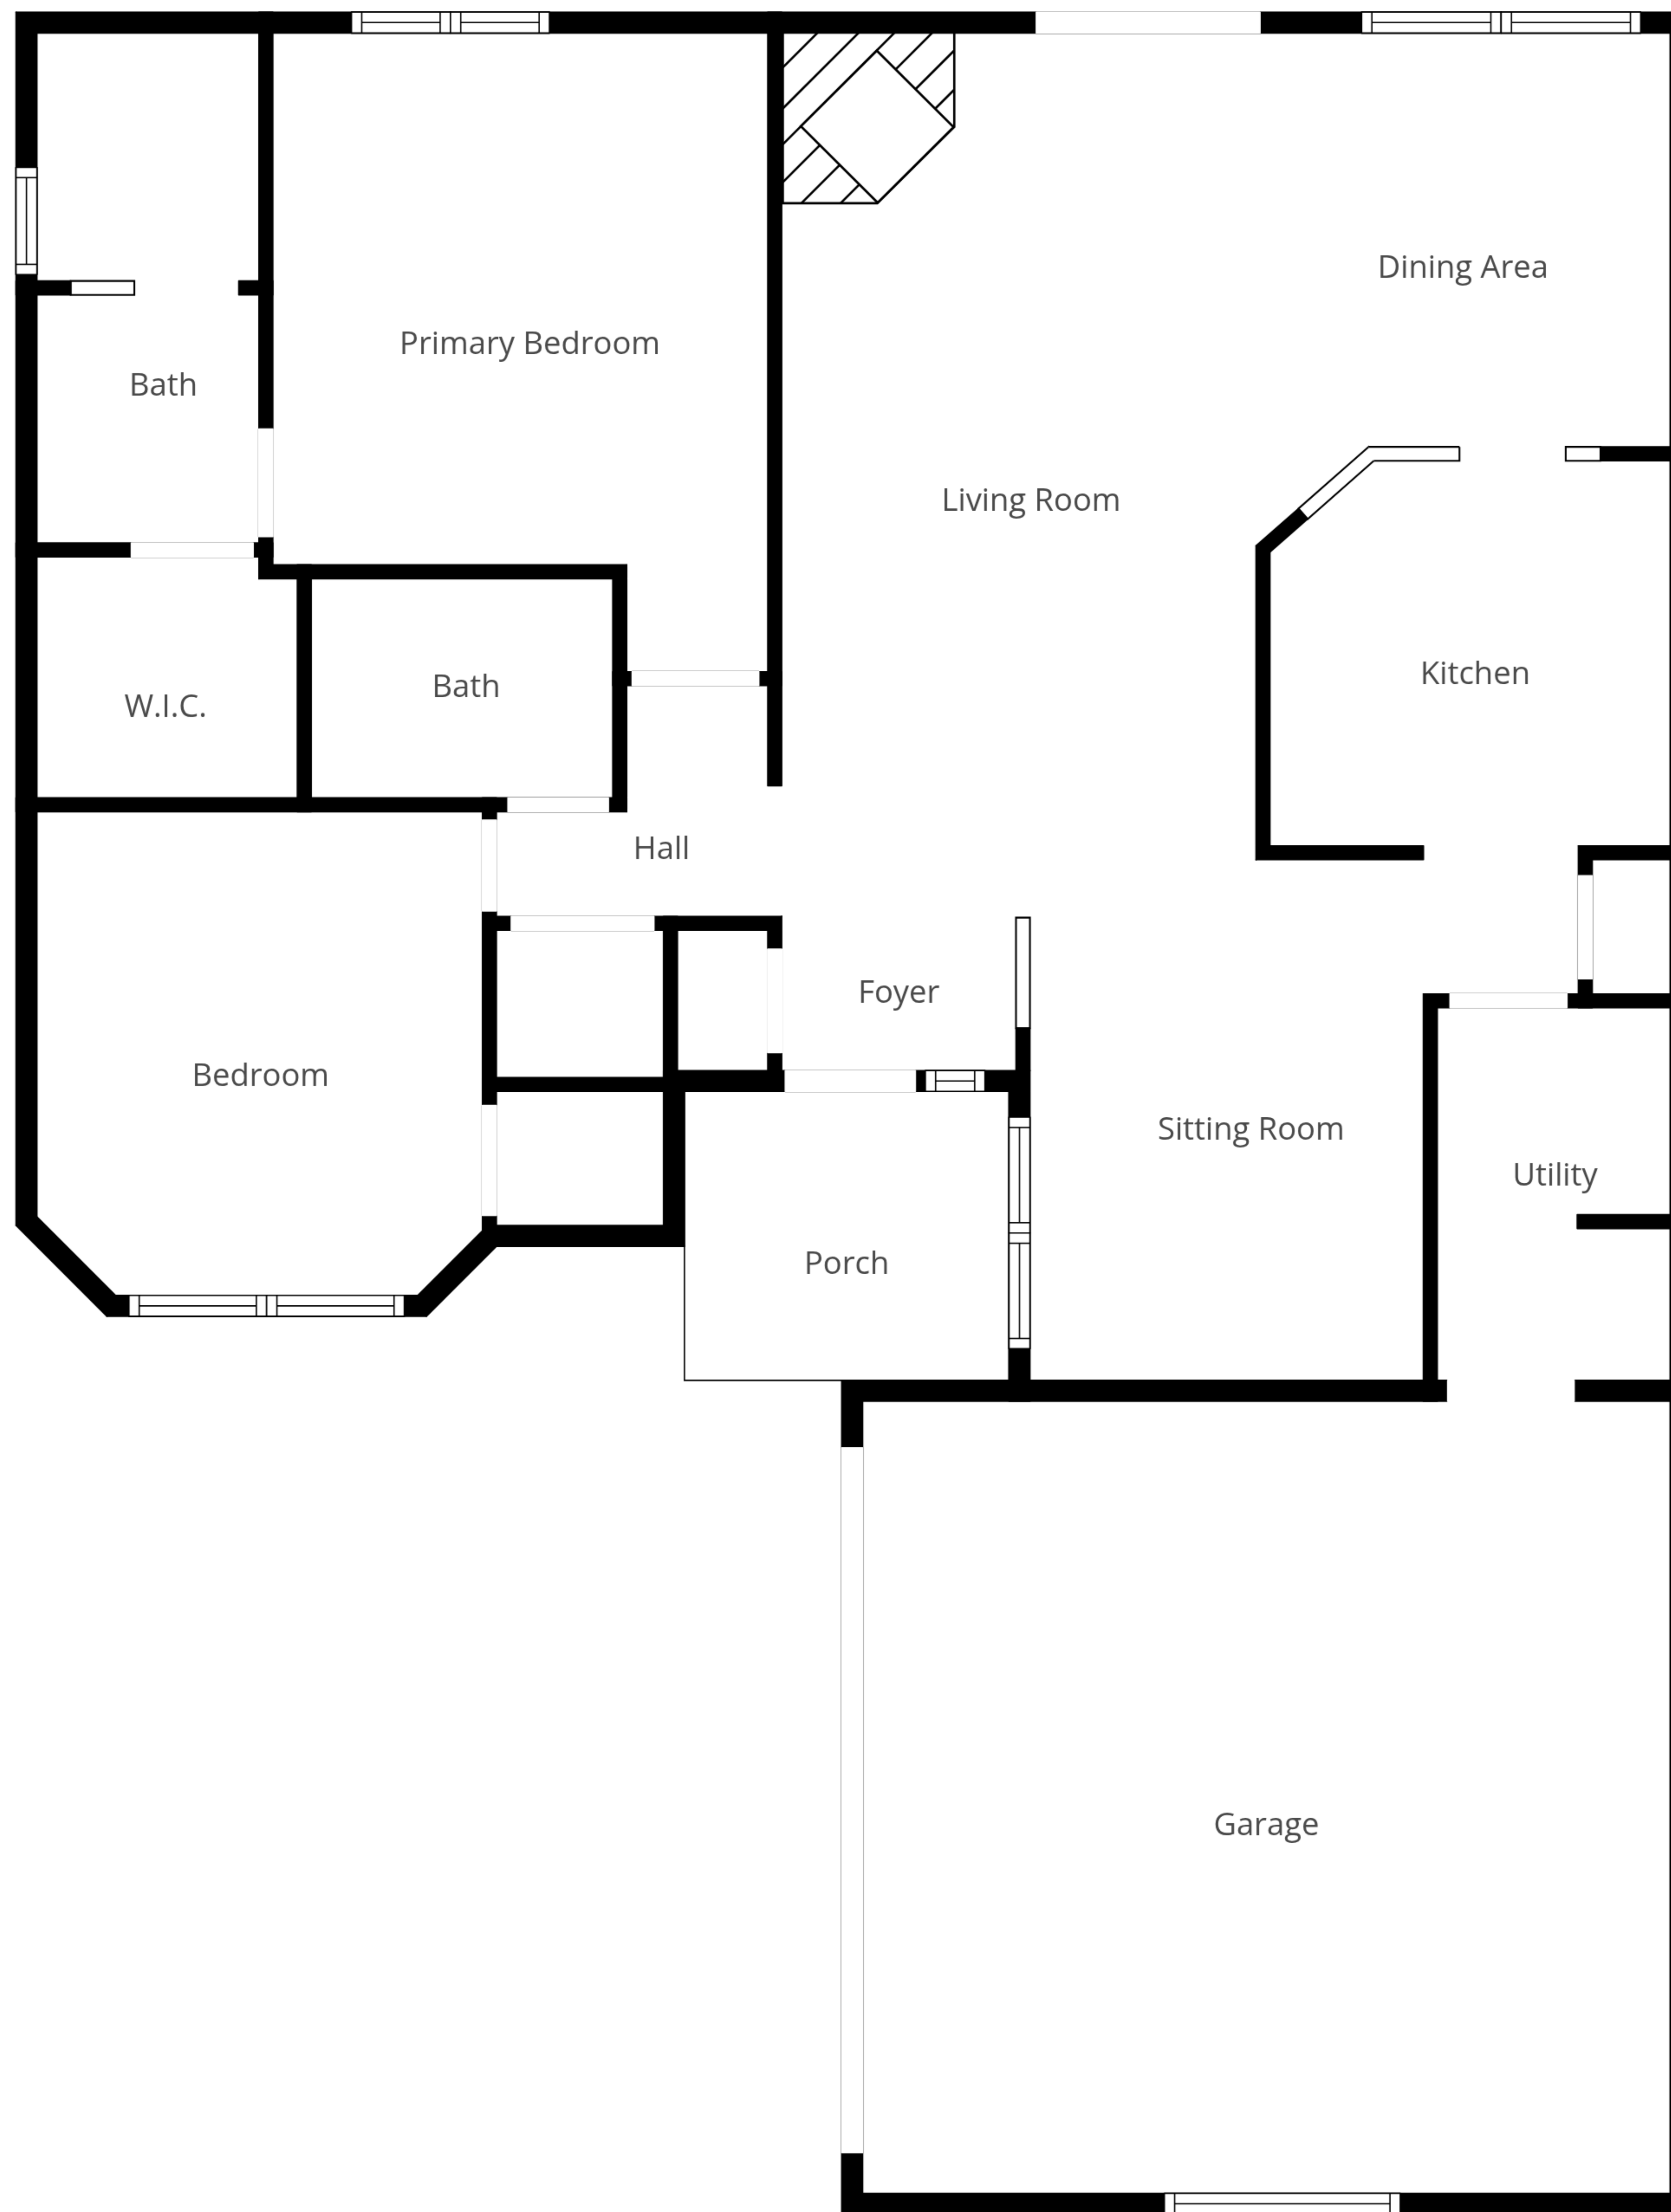 Dining Area
Primary Bedroom
Bath
Living Room
Kitchen
Bath
W.I.C.
Hall
Foyer
Bedroom
Sitting Room
Utility
Porch
Garage